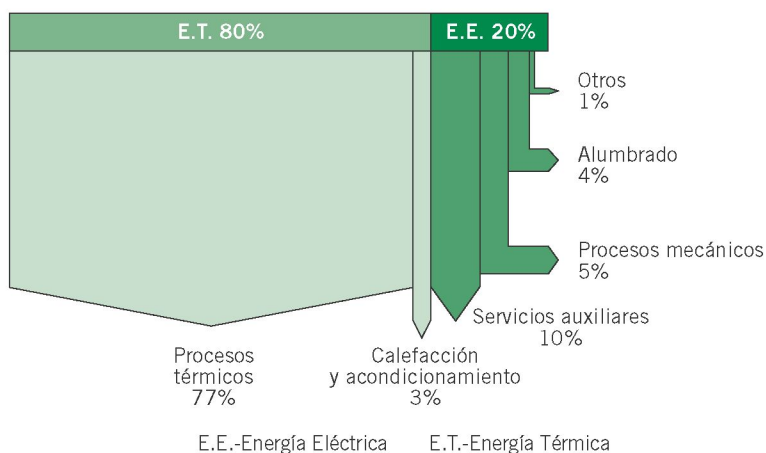 E.T. 80%
E.E. 20%
Otros
1%
Alumbrado
4%
Procesos mecánicos
5%
Servicios auxiliares
10%
Procesos
térmicos
77%
Calefacción
y acondicionamiento
3%
E.E.-Energía Eléctrica E.T.-Energía Térmica